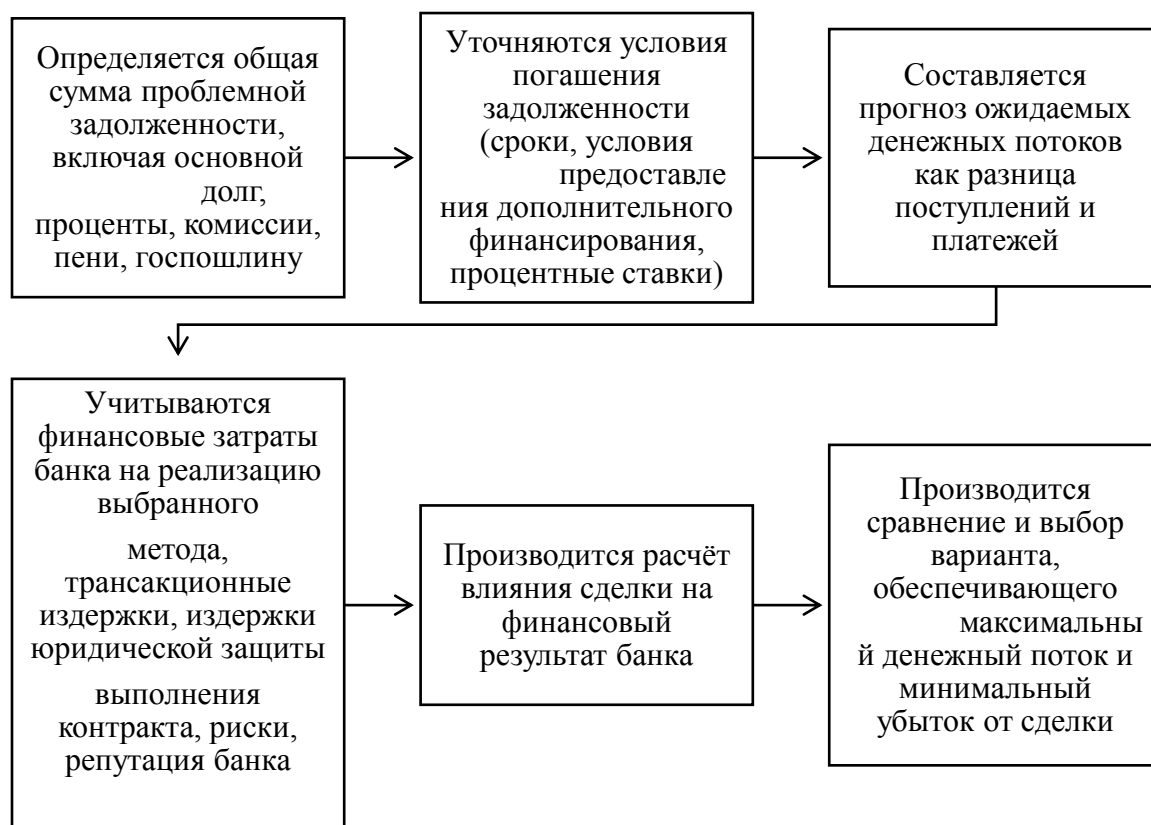 Определяется общая
сумма проблемной
задолженности,
включая основной
долг,
проценты, комиссии,
пени, госпошлину
Уточняются условия
погашения
задолженности
(сроки, условия
предоставле
ния дополнительного
финансирования,
процентные ставки)
Составляется
прогноз ожидаемых
денежных потоков
как разница
поступлений и
платежей
Учитываются
финансовые затраты
банка на реализацию
выбранного
метода,
трансакционные
издержки, издержки
юридической защиты
выполнения
контракта, риски,
репутация банка
Производится расчёт
влияния сделки на
финансовый
результат банка
Производится
сравнение и выбор
варианта,
обеспечивающего
максимальны
й денежный поток и
минимальный
убыток от сделки